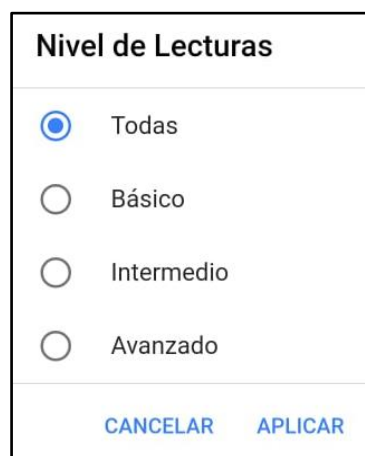 Nivel de Lecturas
Todas
Básico
Intermedio
Avanzado
CANCELAR APLICAR